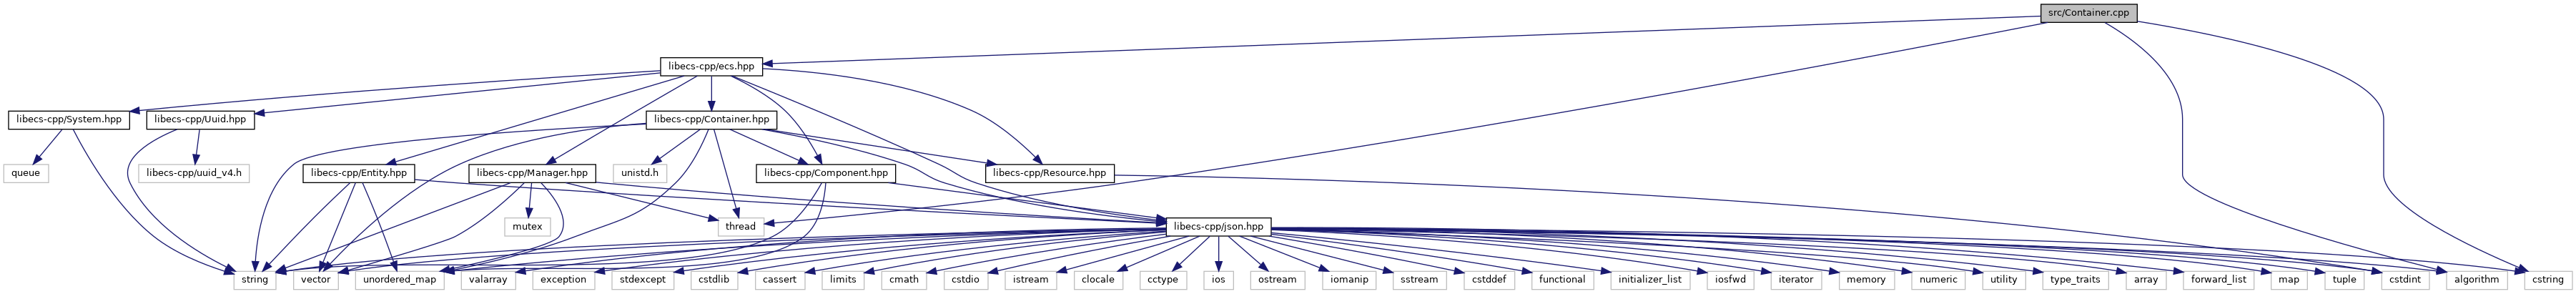 src/Container.cpp
libecs-cpp/ecs.hpp
libecs-cpp/System.hpp
libecs-cpp/Uuid.hpp
libecs-cpp/Container.hpp
queue
libecs-cpp/uuid_v4.h
libecs-cpp/Entity.hpp
libecs-cpp/Manager.hpp
unistd.h
libecs-cpp/Component.hpp
libecs-cpp/Resource.hpp
mutex
thread
libecs-cpp/json.hpp
string
vector
unordered_map
valarray
exception
stdexcept
cstdlib
cassert
limits
cmath
cstdio
istream
clocale
cctype
ios
ostream
iomanip
sstream
cstddef
functional
initializer_list
iosfwd
iterator
memory
numeric
utility
type_traits
array
forward_list
map
tuple
cstdint
algorithm
cstring